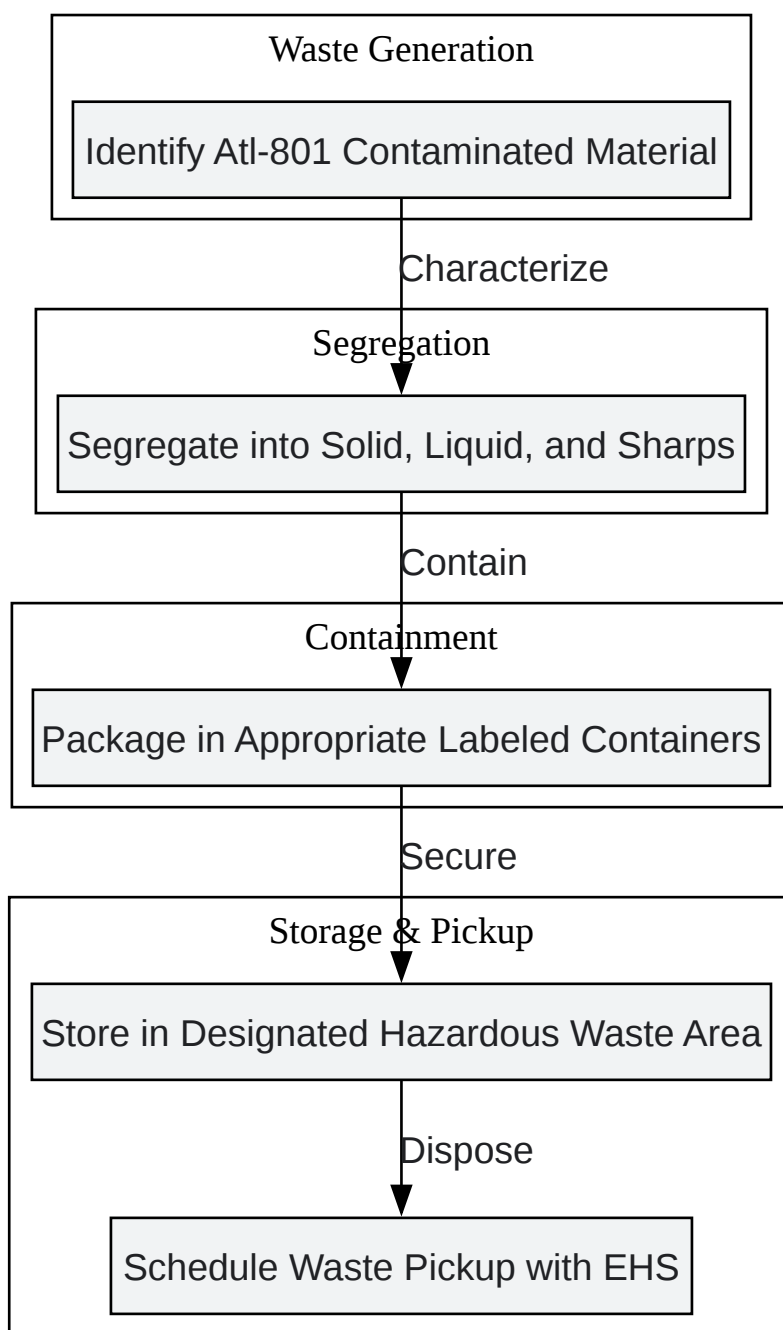 Waste Generation
Identify Atl-801 Contaminated Material
Characterize
Segregation
Segregate into Solid, Liquid, and Sharps
Contain
Containment
Package in Appropriate Labeled Containers
Secure
Storage & Pickup
Store in Designated Hazardous Waste Area
Dispose
Schedule Waste Pickup with EHS